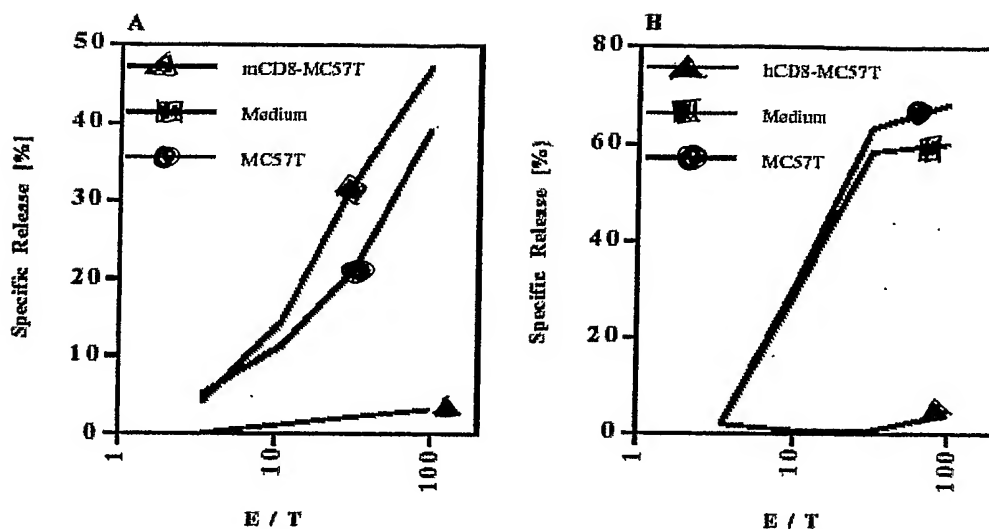 A
mCD8-MC57T
Medium
MC57T
Specific Release [%]
50
40
30
20
10
0
1
10
100
E / T
B
hCD8-MC57T
Medium
MC57T
Specific Release [%)
80
60
40
20
0
1
10
100
E / T